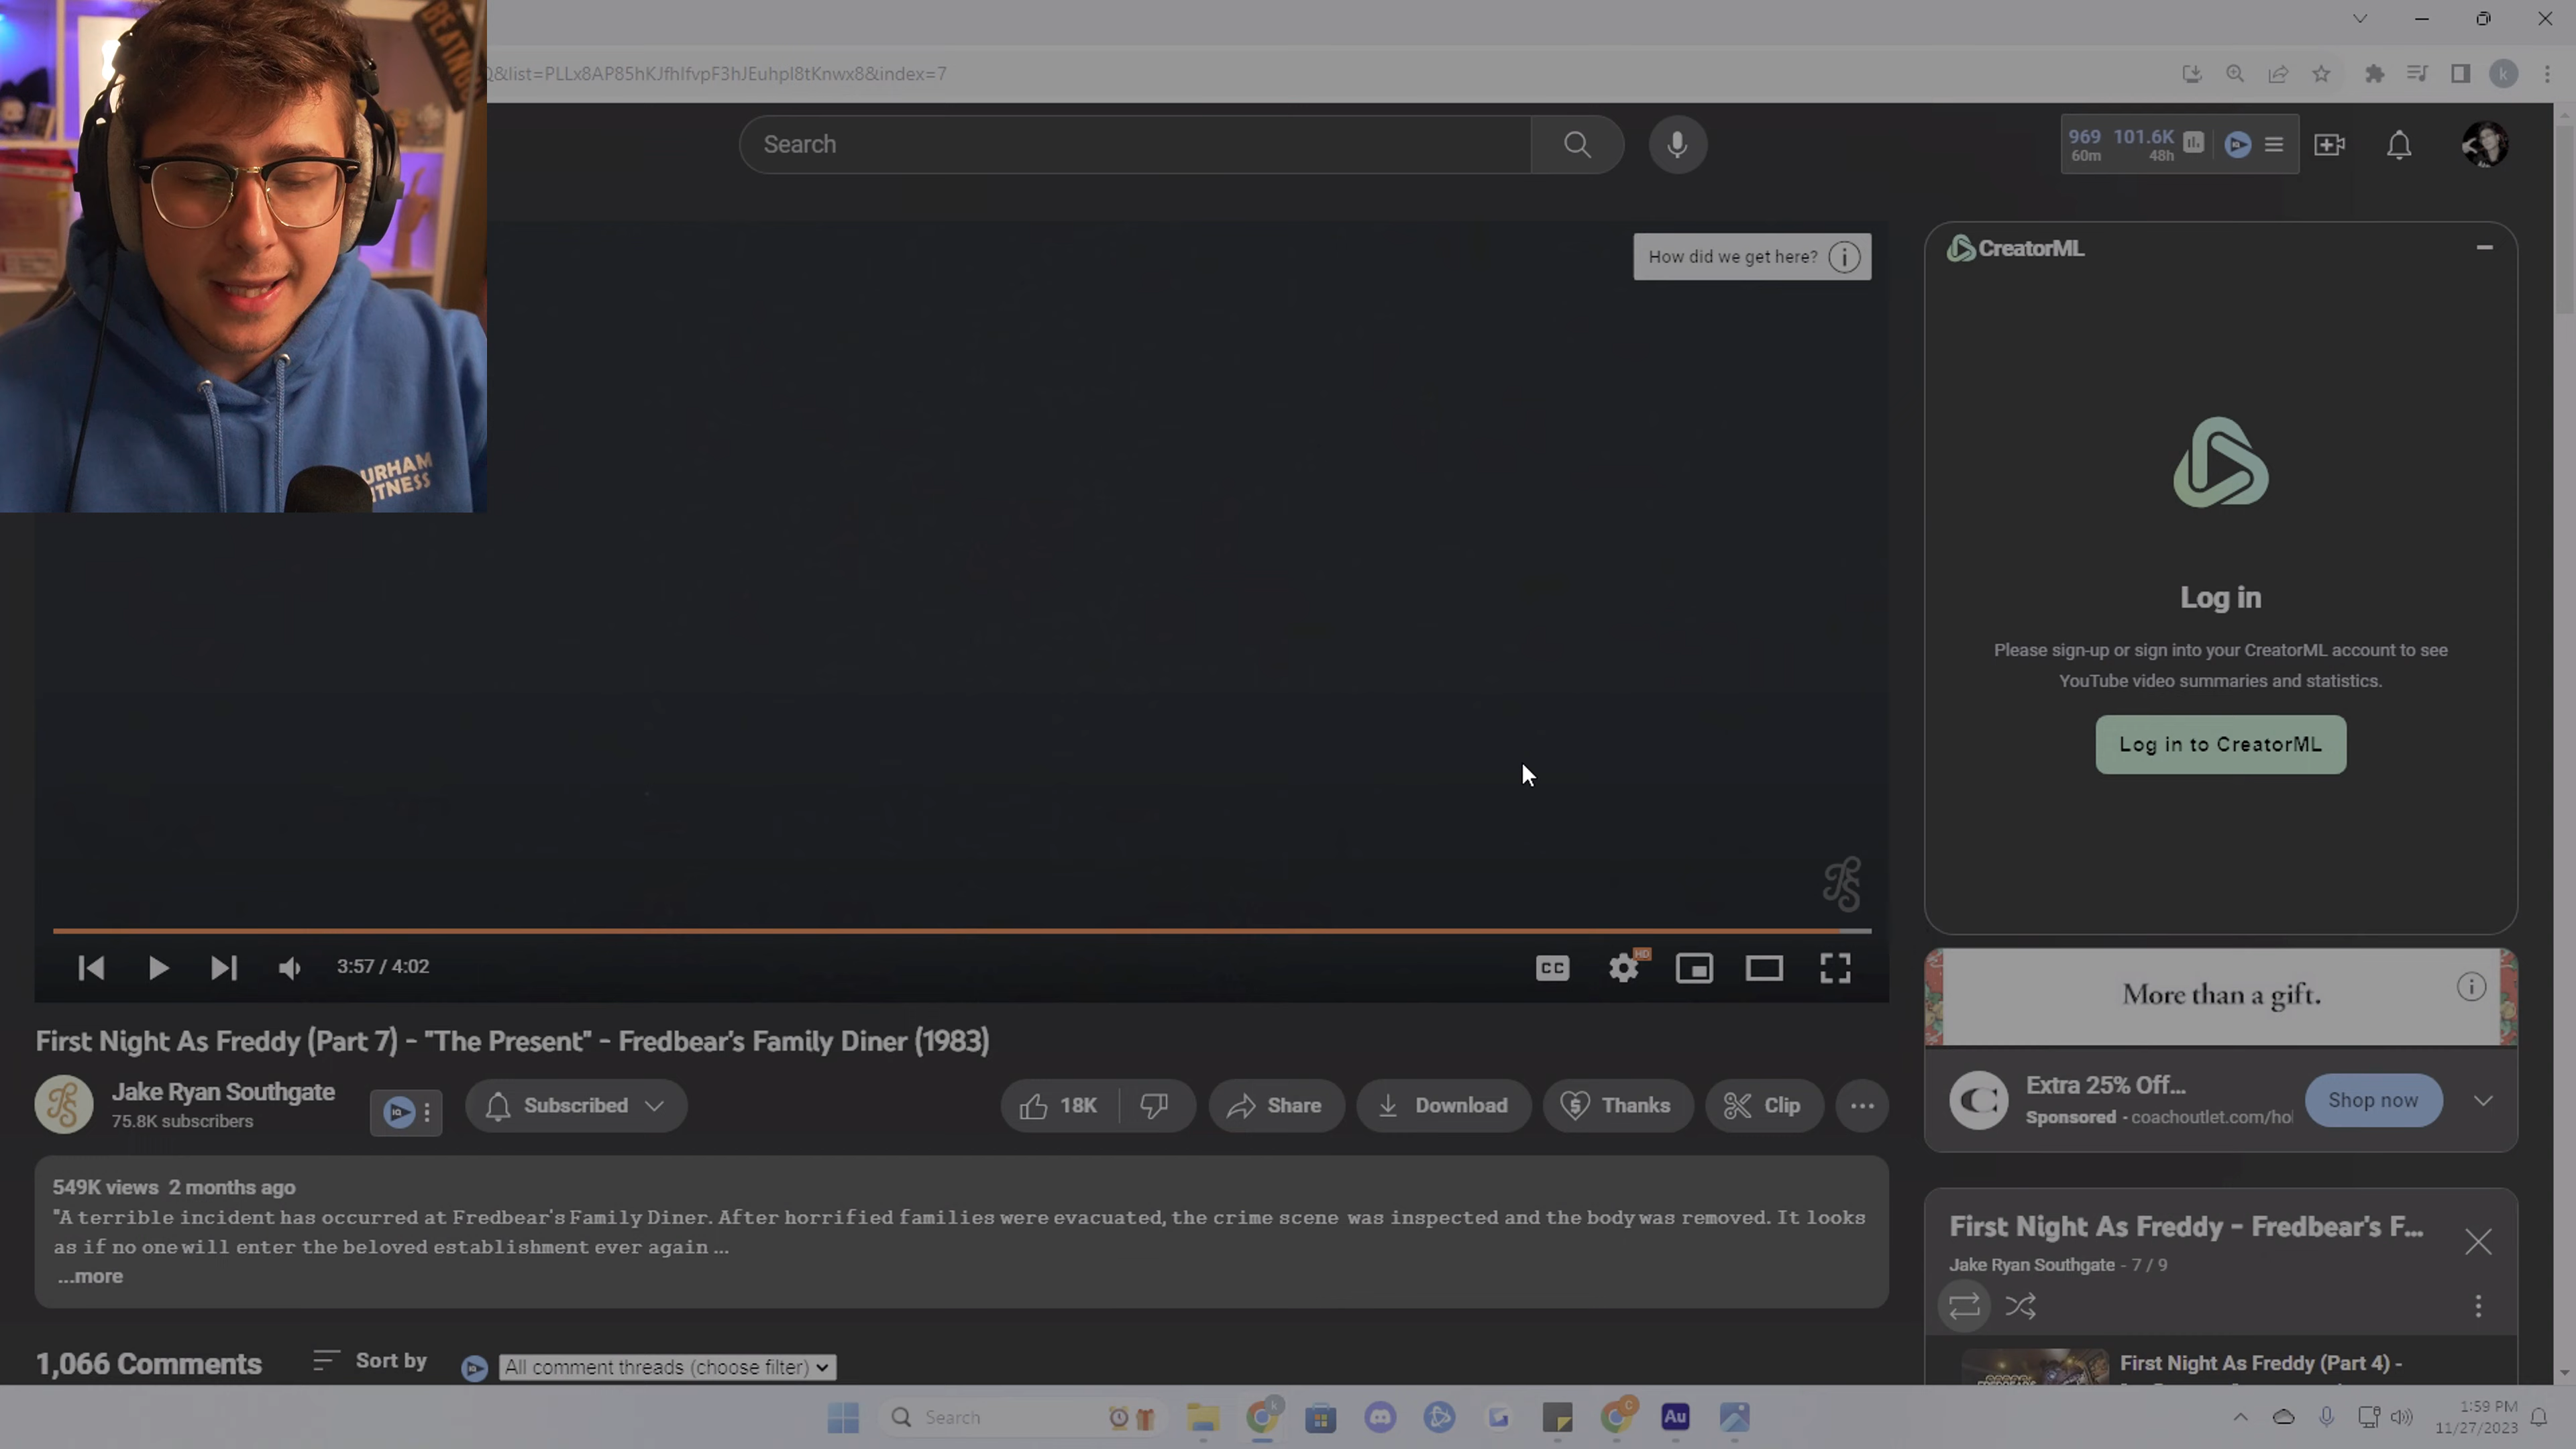 BEATNU
Q&list=PLLx8AP85hKJfhIfvpF3hJEuhpI8tKnwx8&index=7
Search
969 101.6K
60m 48h
k
How did we get here?
URHAM
TNESS
CreatorML
Log in
Please sign-up or sign into your CreatorML account to see
YouTube video summaries and statistics.
Log in to CreatorML
JS
3:57 / 4:02
CC
HD
More than a gift.
First Night As Freddy (Part 7) - "The Present" - Fredbear's Family Diner (1983)
Jake Ryan Southgate
75.8K subscribers
Subscribed
18K
Share
Download
Thanks
Clip
Extra 25% Off...
Sponsored - coachoutlet.com/ho
Shop now
549K views 2 months ago
"A terrible incident has occurred at Fredbear's Family Diner. After horrified families were evacuated, the crime scene was inspected and the body was removed. It looks
as if no one will enter the beloved establishment ever again ...
...more
First Night As Freddy - Fredbear's F...
Jake Ryan Southgate - 7 / 9
1,066 Comments
Sort by
All comment threads (choose filter)
First Night As Freddy (Part 4) -
Search
k
C
Au
1:59 PM
11/27/2023